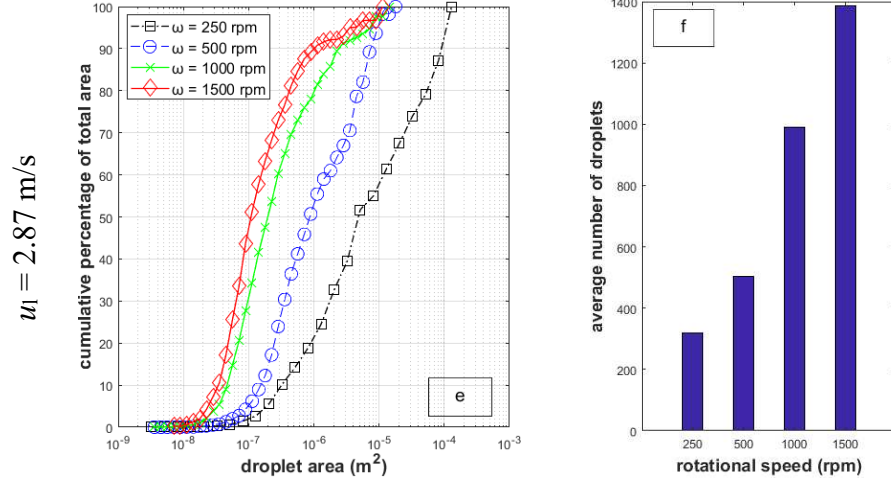 u₁ = 2.87 m/s
cumulative percentage of total area
100
90
80
70
60
50
40
30
20
10
0
ω = 250 rpm
ω = 500 rpm
ω = 1000 rpm
ω = 1500 rpm
e
10⁻⁹
10⁻⁸
10⁻⁷
10⁻⁶
10⁻⁵
10⁻⁴
10⁻³
droplet area (m²)
average number of droplets
1400
1200
1000
800
600
400
200
0
f
250
500
1000
1500
rotational speed (rpm)